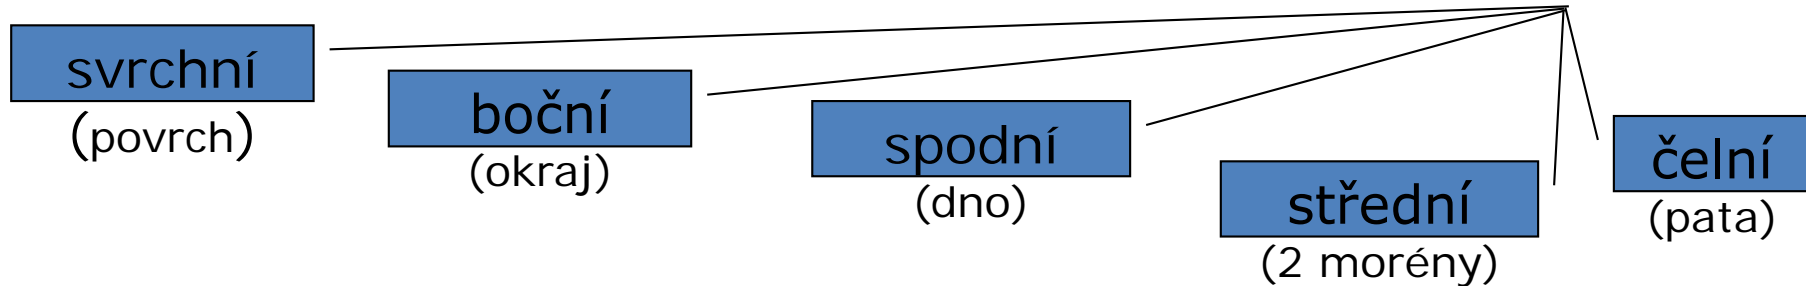 svrchní
(povrch)
boční
(okraj)
spodní
(dno)
střední
(2 morény)
čelní
(pata)